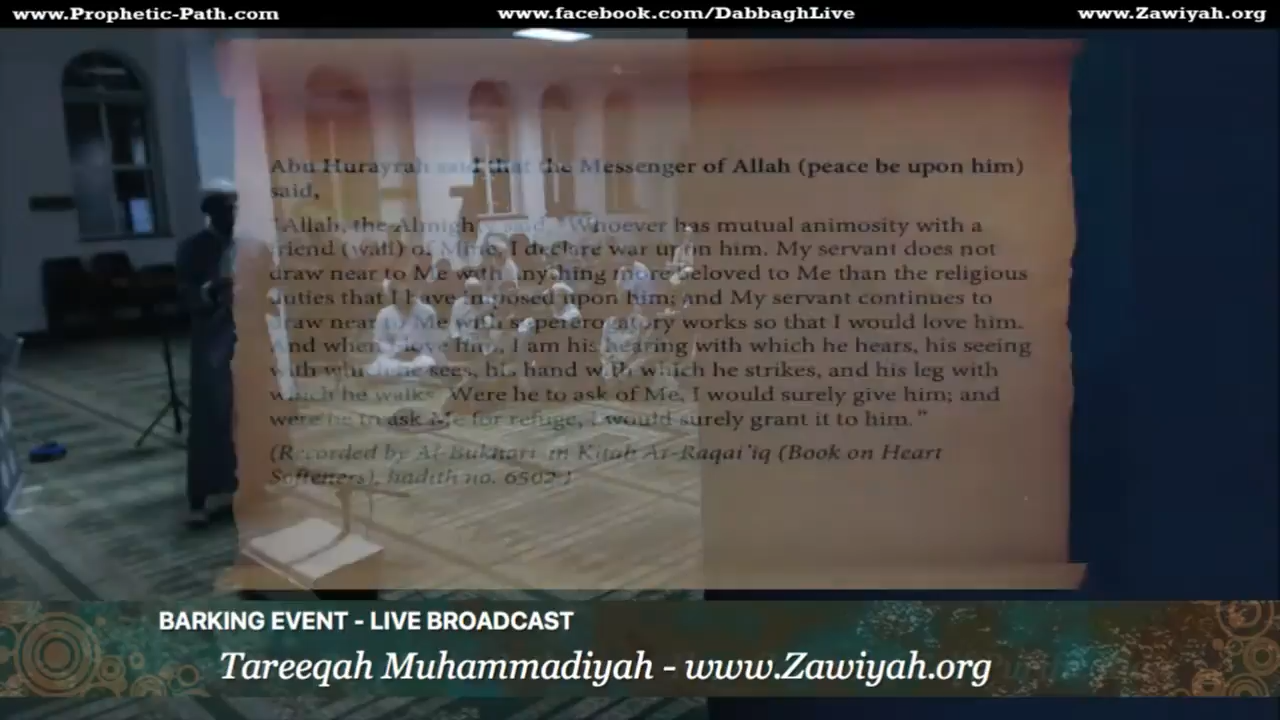 www.Prophetic-Path.com
www.facebook.com/DabbaghLive
www.Zawiyah.org
Abu Hurayrah said that the Messenger of Allah (peace be upon him)
said,
"Allah, the Almighty said, "Whoever has mutual animosity with a
friend (wali) of Mine, I declare war upon him. My servant does not
draw near to Me with anything more beloved to Me than the religious
duties that I have imposed upon him; and My servant continues to
draw near to Me with supererogatory works so that I would love him.
And when I love him, I am his hearing with which he hears, his seeing
with which he sees, his hand with which he strikes, and his leg with
which he walks. Were he to ask of Me, I would surely give him; and
were he to ask Me for refuge, I would surely grant it to him."
(Recorded by Al-Bukhari in Kitab Ar-Raqai'iq (Book on Heart
Softeners), hadith no. 6502)
BARKING EVENT - LIVE BROADCAST
Tareeqah Muhammadiyah - www.Zawiyah.org